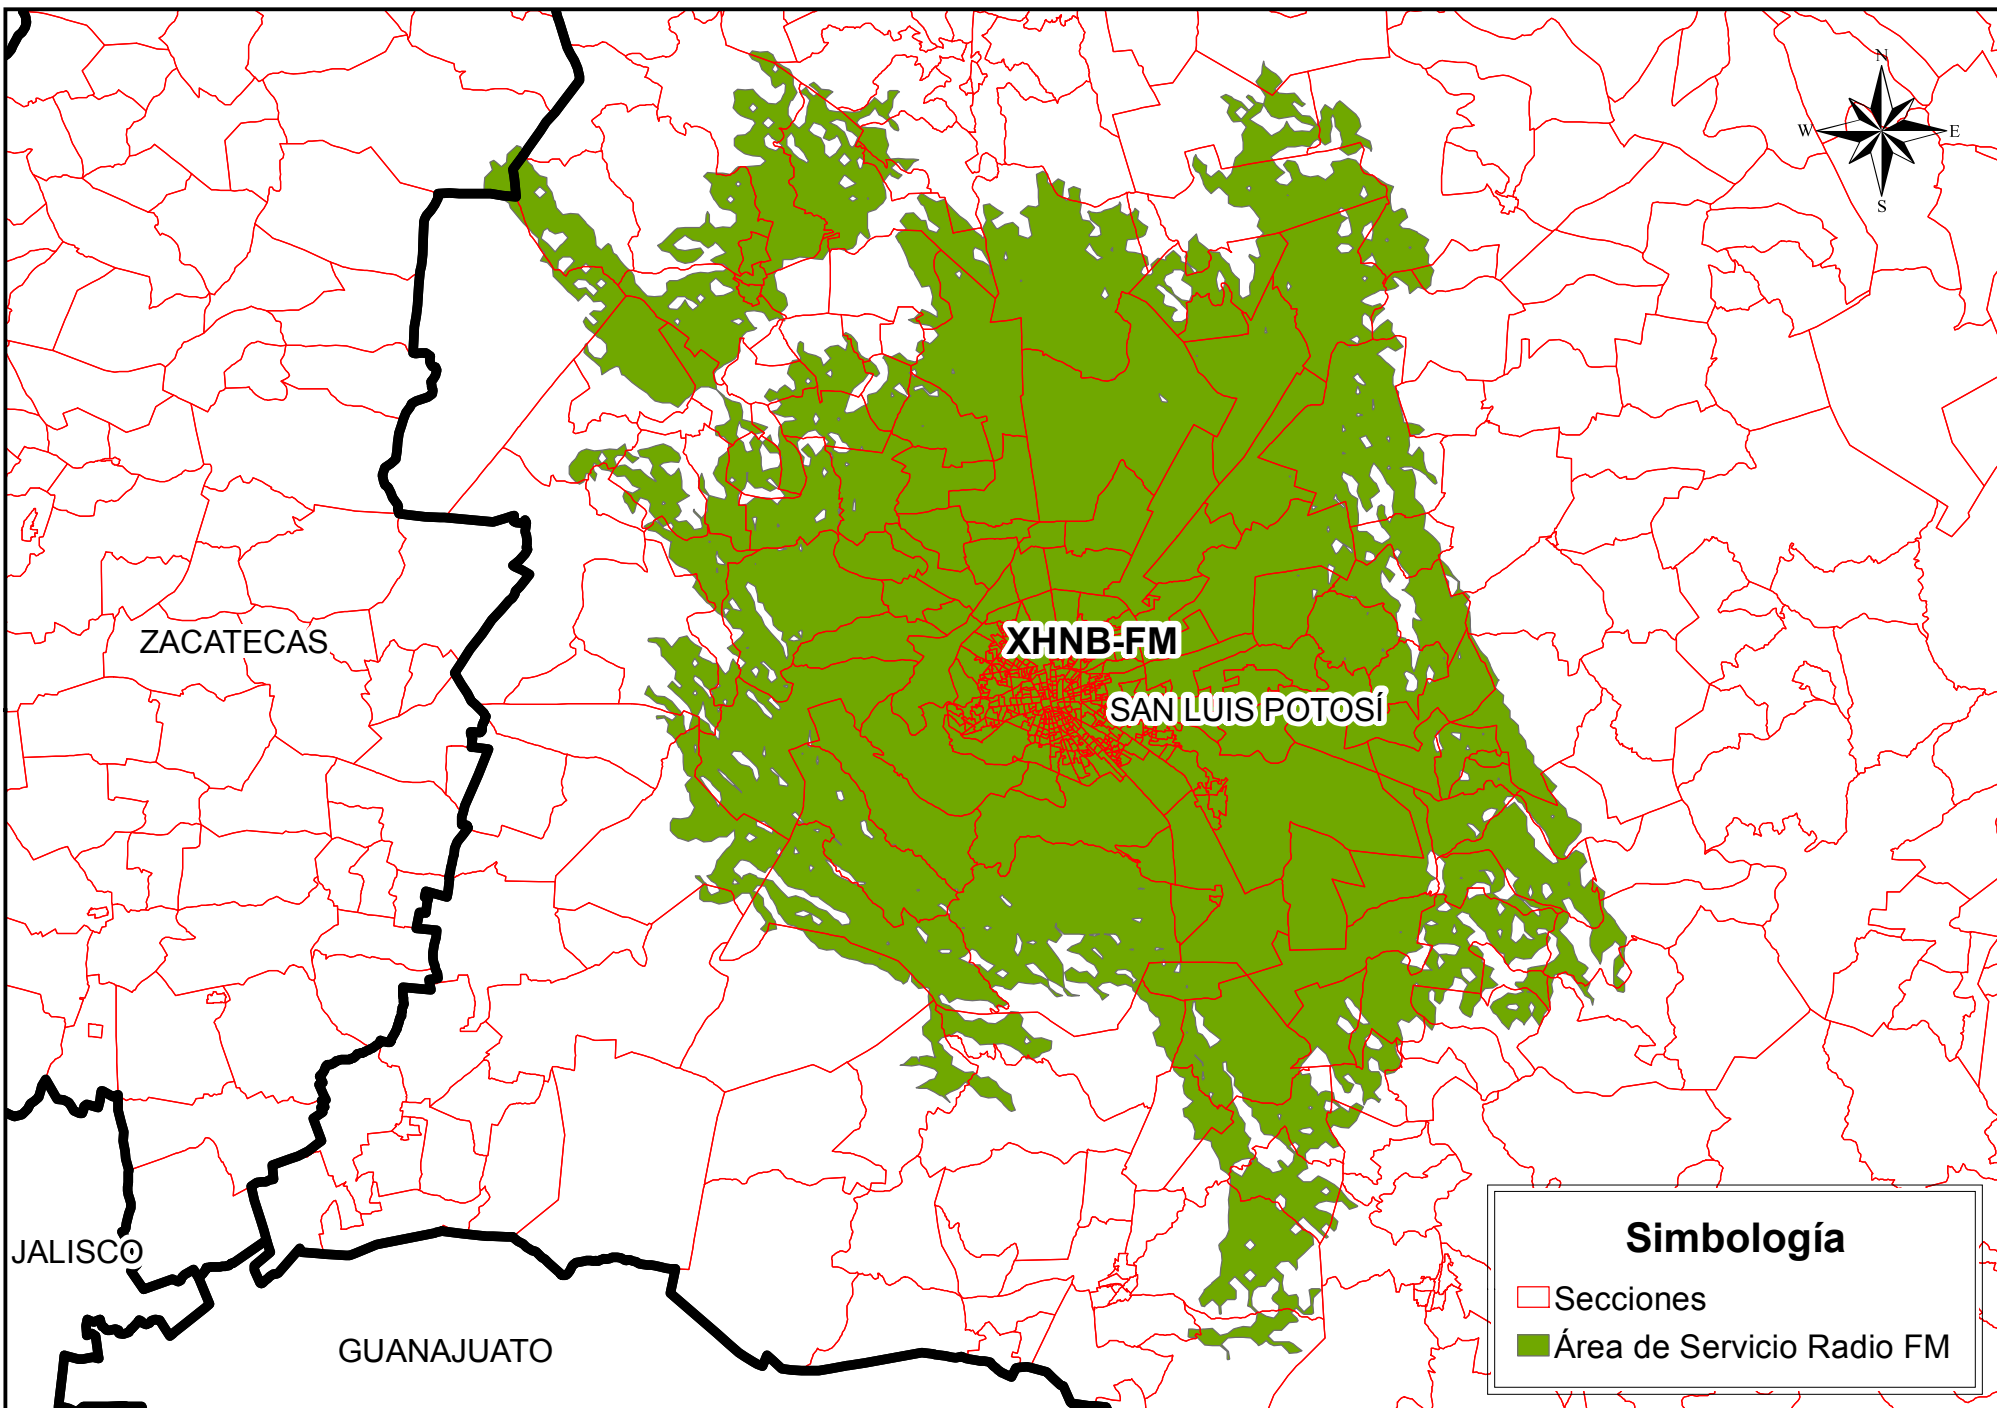 N
W E
S
ZACATECAS
XHNB-FM
SAN LUIS POTOSÍ
JALISCO
GUANAJUATO
Simbología
Secciones
Área de Servicio Radio FM